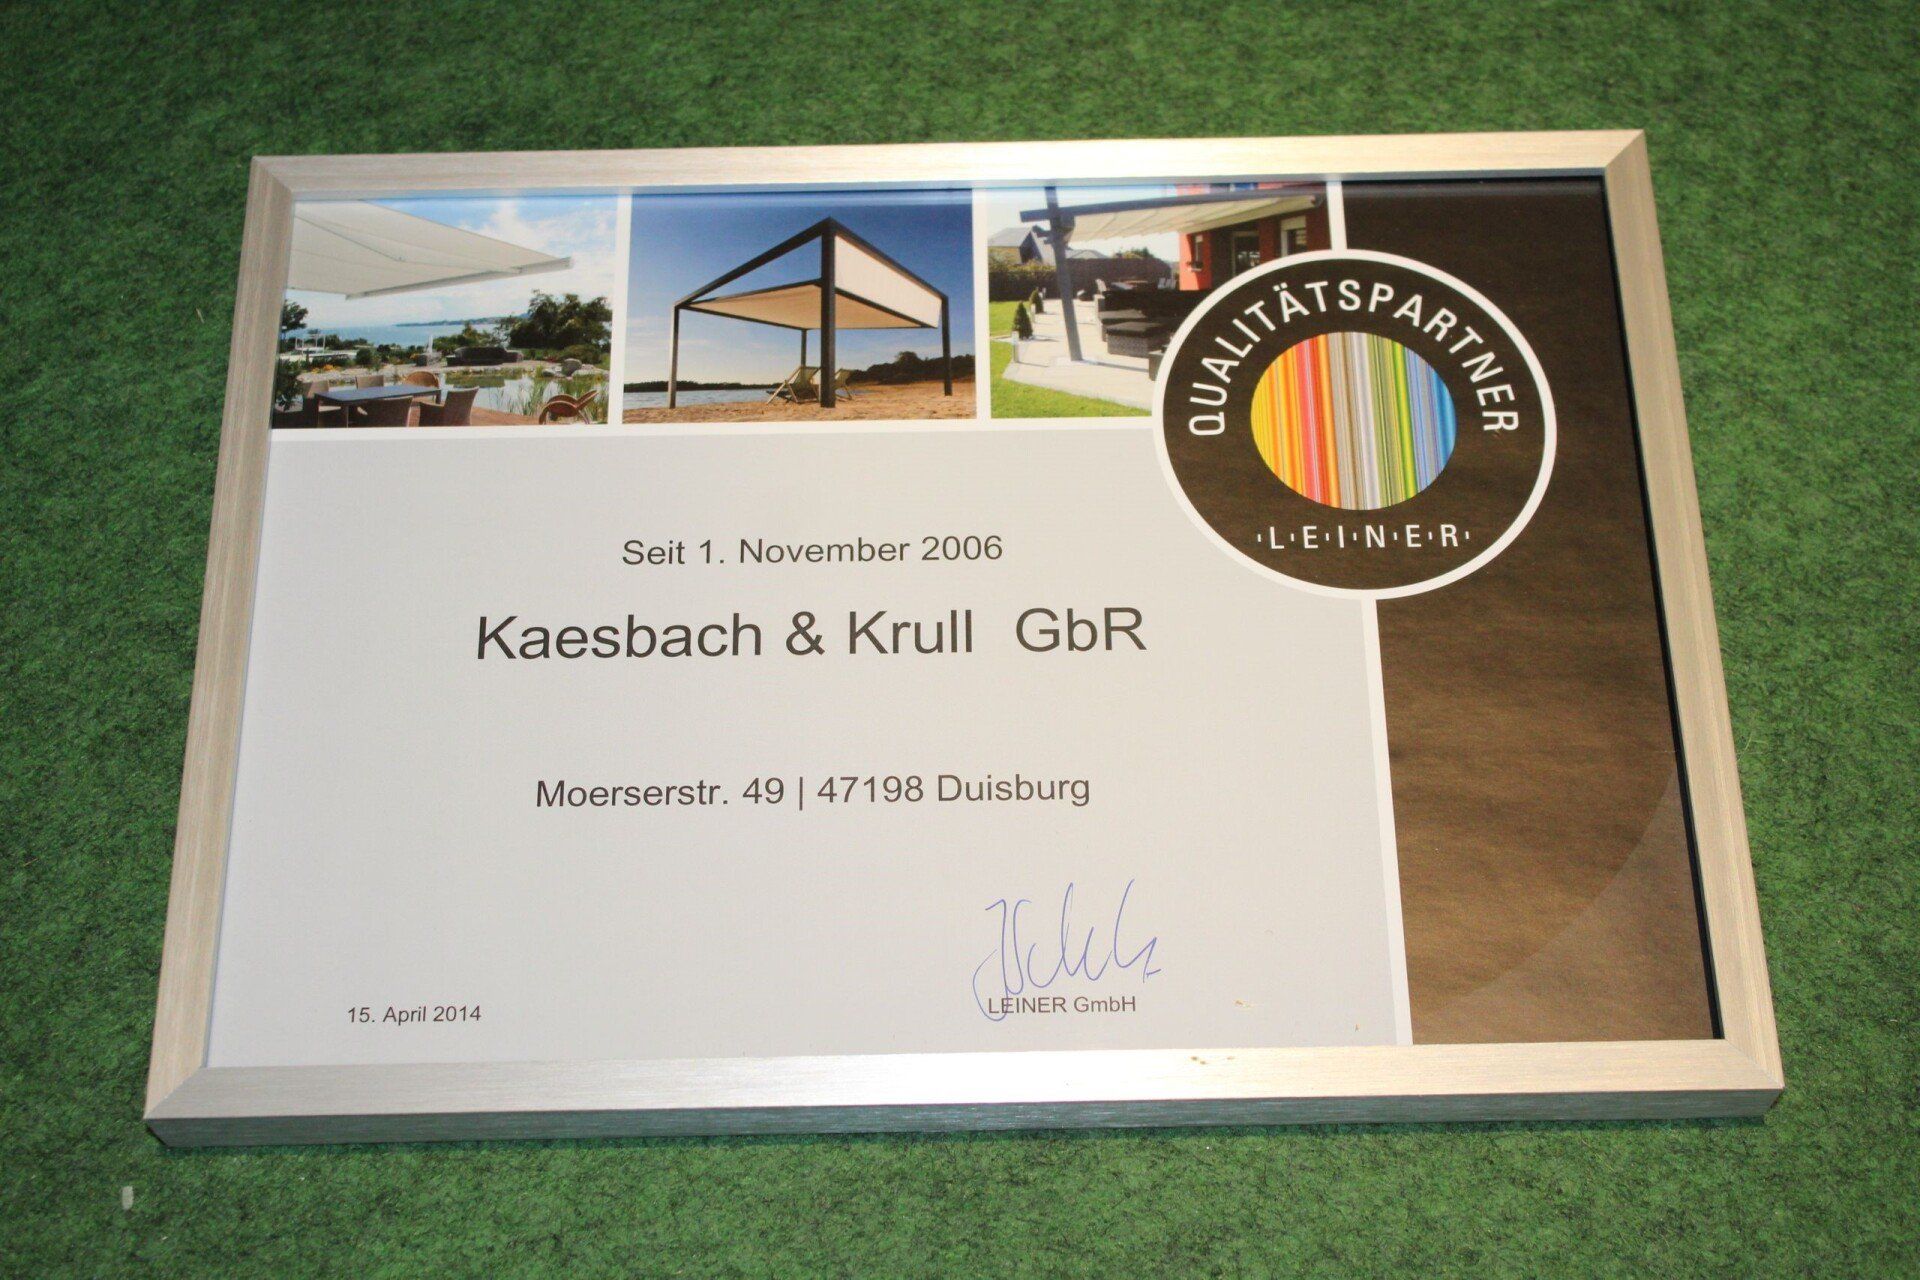 QUALITÄTSPARTNER
LEINER
Seit 1. November 2006
Kaesbach & Krull GbR
Moerserstr. 49 | 47198 Duisburg
15. April 2014
LEINER GmbH